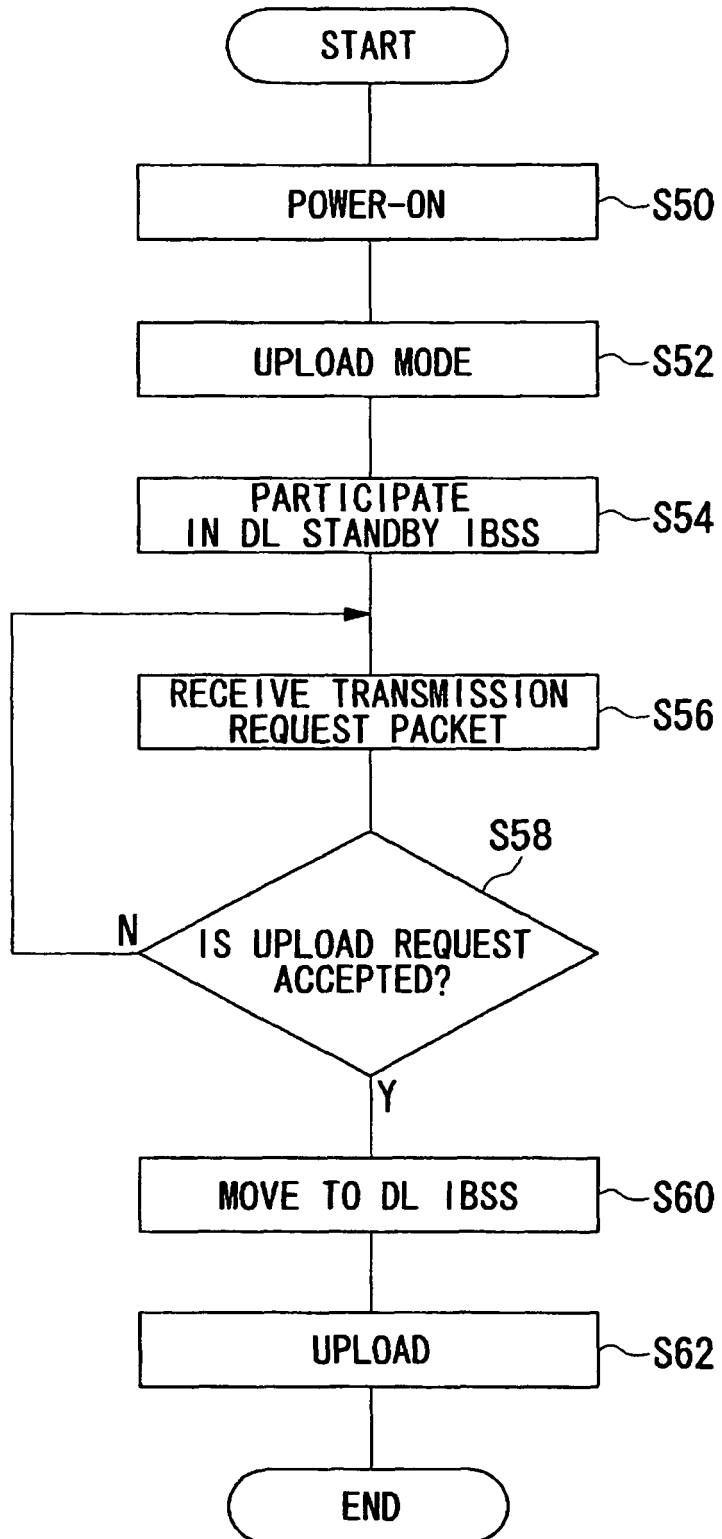 START
POWER-ON
S50
UPLOAD MODE
S52
PARTICIPATE
IN DL STANDBY IBSS
S54
RECEIVE TRANSMISSION
REQUEST PACKET
S56
S58
N
IS UPLOAD REQUEST
ACCEPTED?
Y
MOVE TO DL IBSS
S60
UPLOAD
S62
END